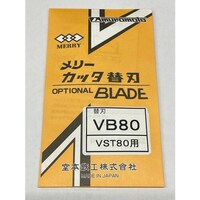 Muromoto
MERRY
メリー
カッタ替刃
OPTIONAL BLADE
替刃
VB80
VST80用
室本鉄工株式会社
MADE IN JAPAN